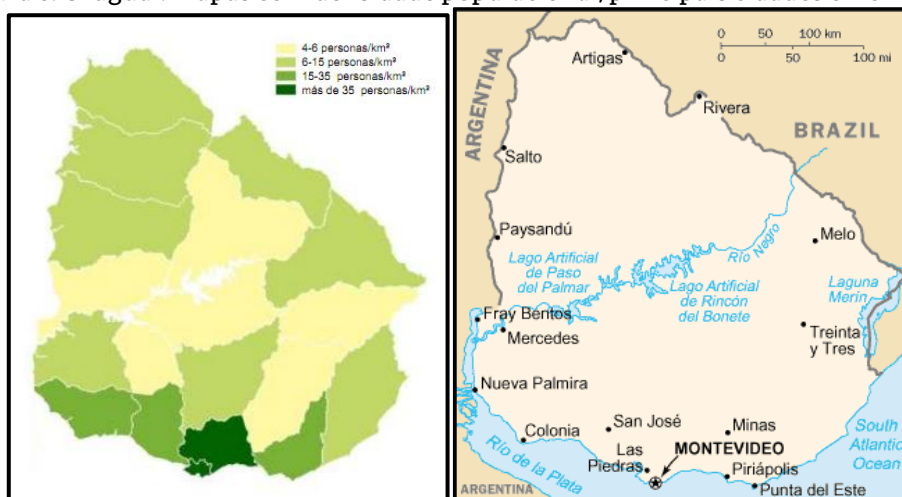 4-6 personas/km²
6-15 personas/km²
15-35 personas/km²
más de 35 personas/km²
0 50 100 km
0 50 100 mi
Artigas
ARGENTINA
Rivera
BRAZIL
Salto
Paysandú
Melo
Río Negro
Lago Artificial
de Paso
del Palmar
Lago Artificial
de Rincón
del Bonete
Laguna
Merín
Fray Bentos
Mercedes
Treinta
y Tres
Nueva Palmira
Colonia
San José
Minas
South
Atlantic
Ocean
Río de la Plata
Las
Piedras
MONTEVIDEO
Piriápolis
Punta del Este
ARGENTINA